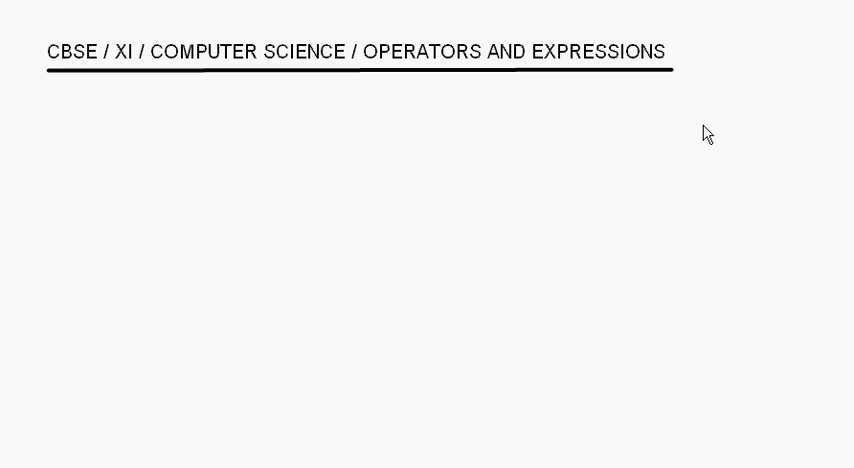 CBSE / XI / COMPUTER SCIENCE / OPERATORS AND EXPRESSIONS